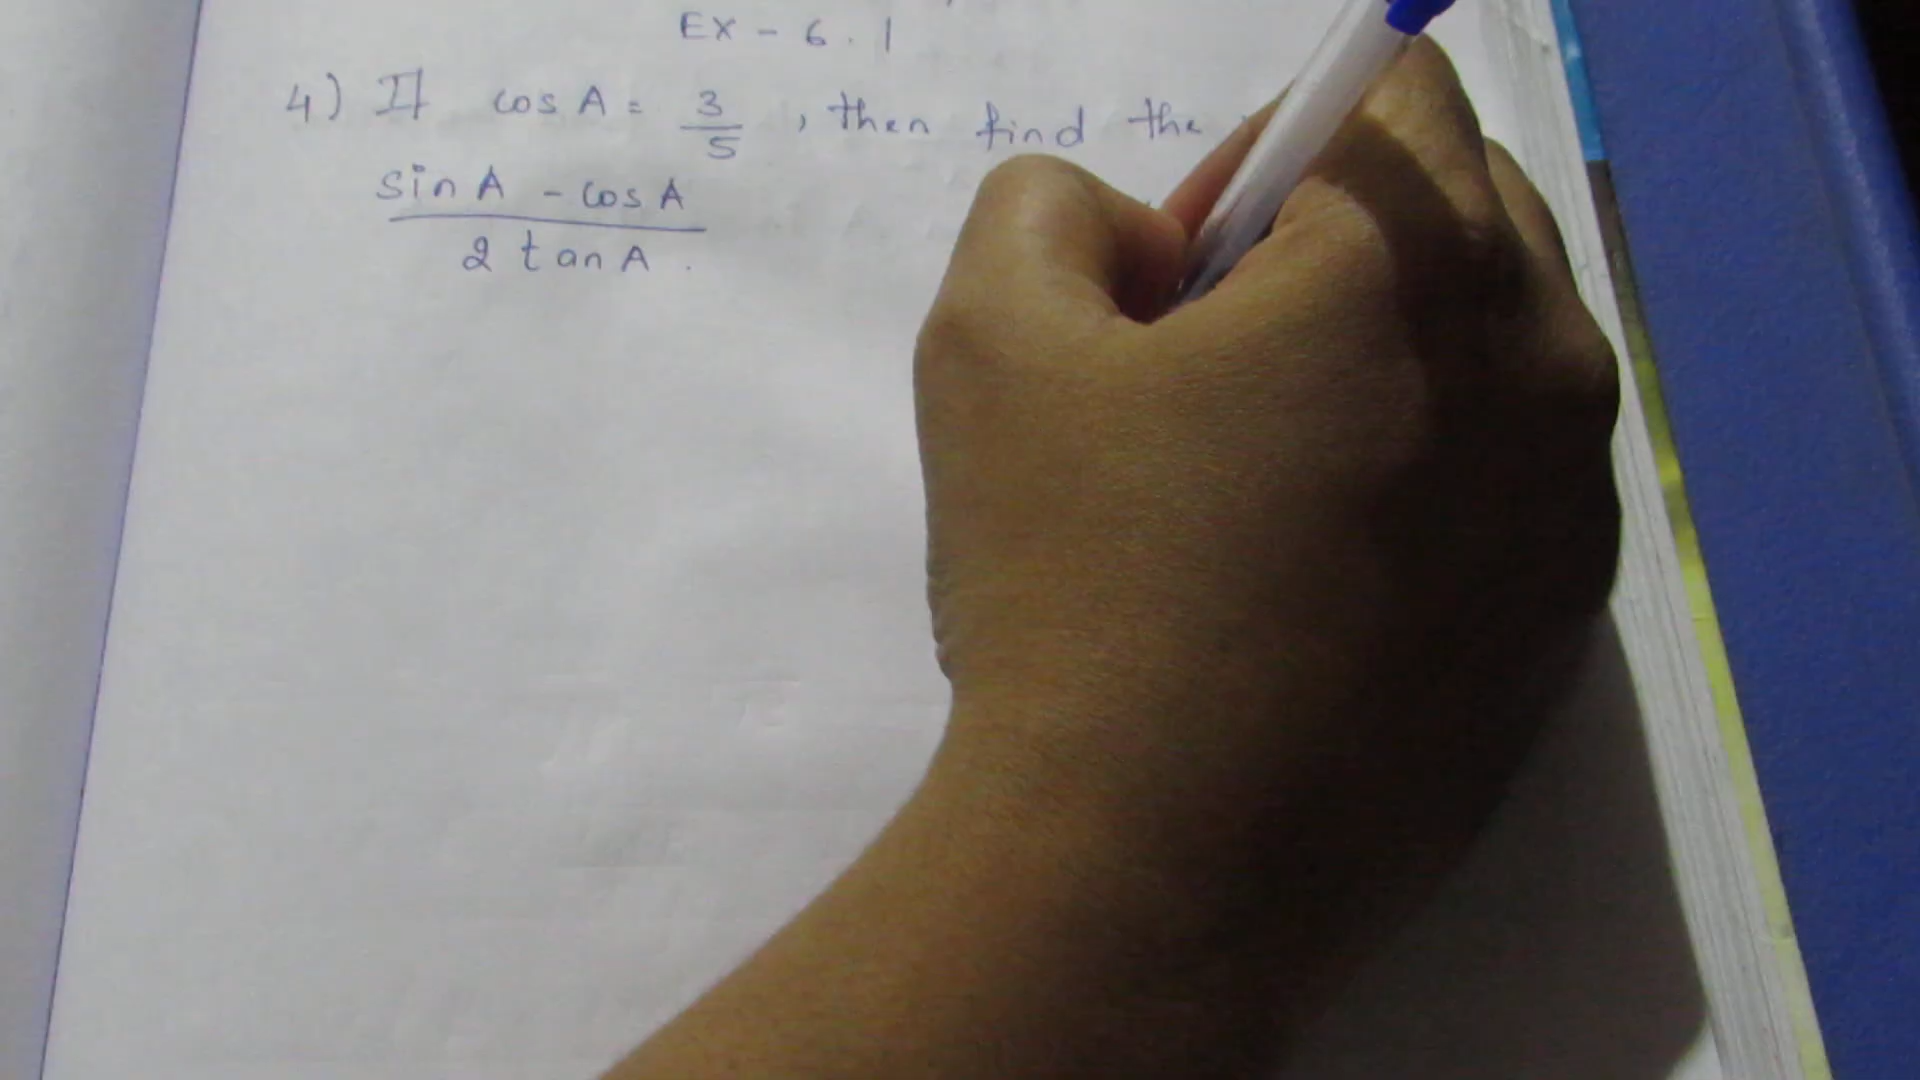 EX - 6.1
4) If cos A = 3/5, then find the
sin A - cos A
2 tan A.